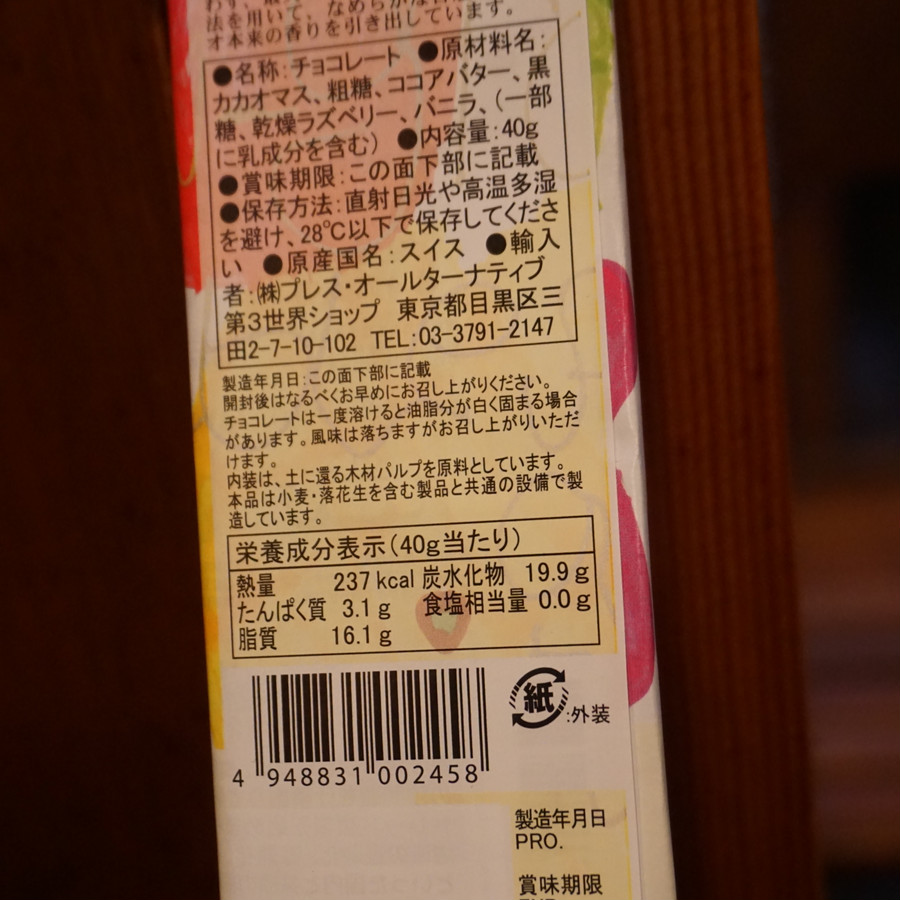 法を用いて、なめらかな
オ本来の香りを引き出しています。
●名称:チョコレート ●原材料名:
カカオマス、粗糖、ココアバター、黒
糖、乾燥ラズベリー、バニラ、(一部
に乳成分を含む) ●内容量:40g
●賞味期限:この面下部に記載
●保存方法:直射日光や高温多湿
を避け、28℃以下で保存してくださ
い ●原産国名:スイス ●輸入
者:㈱プレス・オールターナティブ
第3世界ショップ 東京都目黒区三
田2-7-10-102 TEL:03-3791-2147
製造年月日:この面下部に記載
開封後はなるべくお早めにお召し上がりください。
チョコレートは一度溶けると油脂分が白く固まる場合
があります。風味は落ちますがお召し上がりいただ
けます。
内装は、土に還る木材パルプを原料としています。
本品は小麦・落花生を含む製品と共通の設備で製
造しています。
栄養成分表示(40g当たり)
熱量 237kcal 炭水化物 19.9g
たんぱく質 3.1g 食塩相当量 0.0g
脂質 16.1g
紙:外装
4 948831 002458
製造年月日
PRO.
賞味期限